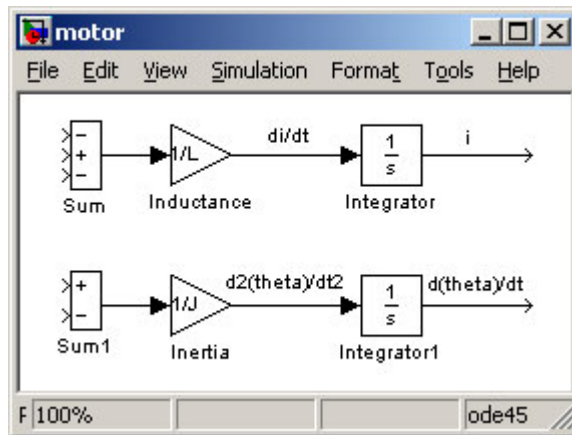 motor
File Edit View Simulation Format Tools Help
− di/dt i
+ 1/L 1/s
−
Sum Inductance Integrator
+ d2(theta)/dt2 d(theta)/dt
− 1/J 1/s
Sum1 Inertia Integrator1
F 100% ode45